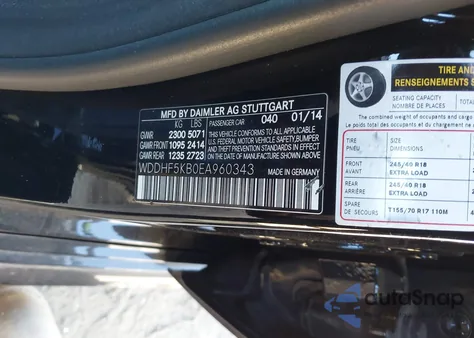 MFD BY DAIMLER AG STUTTGART
KG LBS PASSENGER CAR 040 01/14
GVWR 2300 5071
GAWR FRONT 1095 2414
GAWR REAR 1235 2723
THIS VEHICLE CONFORMS TO ALL APPLICABLE
U.S. FEDERAL MOTOR VEHICLE SAFETY,BUMPER,
AND THEFT PREVENTION STANDARDS IN EFFECT
ON THE DATE OF MANUFACTURE SHOWN ABOVE.
WDDHF5KB0EA960343
MADE IN GERMANY
TIRE AND
RENSEIGNEMENTS S
SEATING CAPACITY
NOMBRE DE PLACES
TOTAL
The combined weight of occupants and cargo
Le poids total des occupants et du chargement
TIRE
PNEU
SIZE
DIMENSIONS
FRONT
AVANT
245/40 R18
EXTRA LOAD
REAR
ARRIÈRE
245/40 R18
EXTRA LOAD
SPARE
DE SECOURS
T155/70 R17 110M
autoSnap